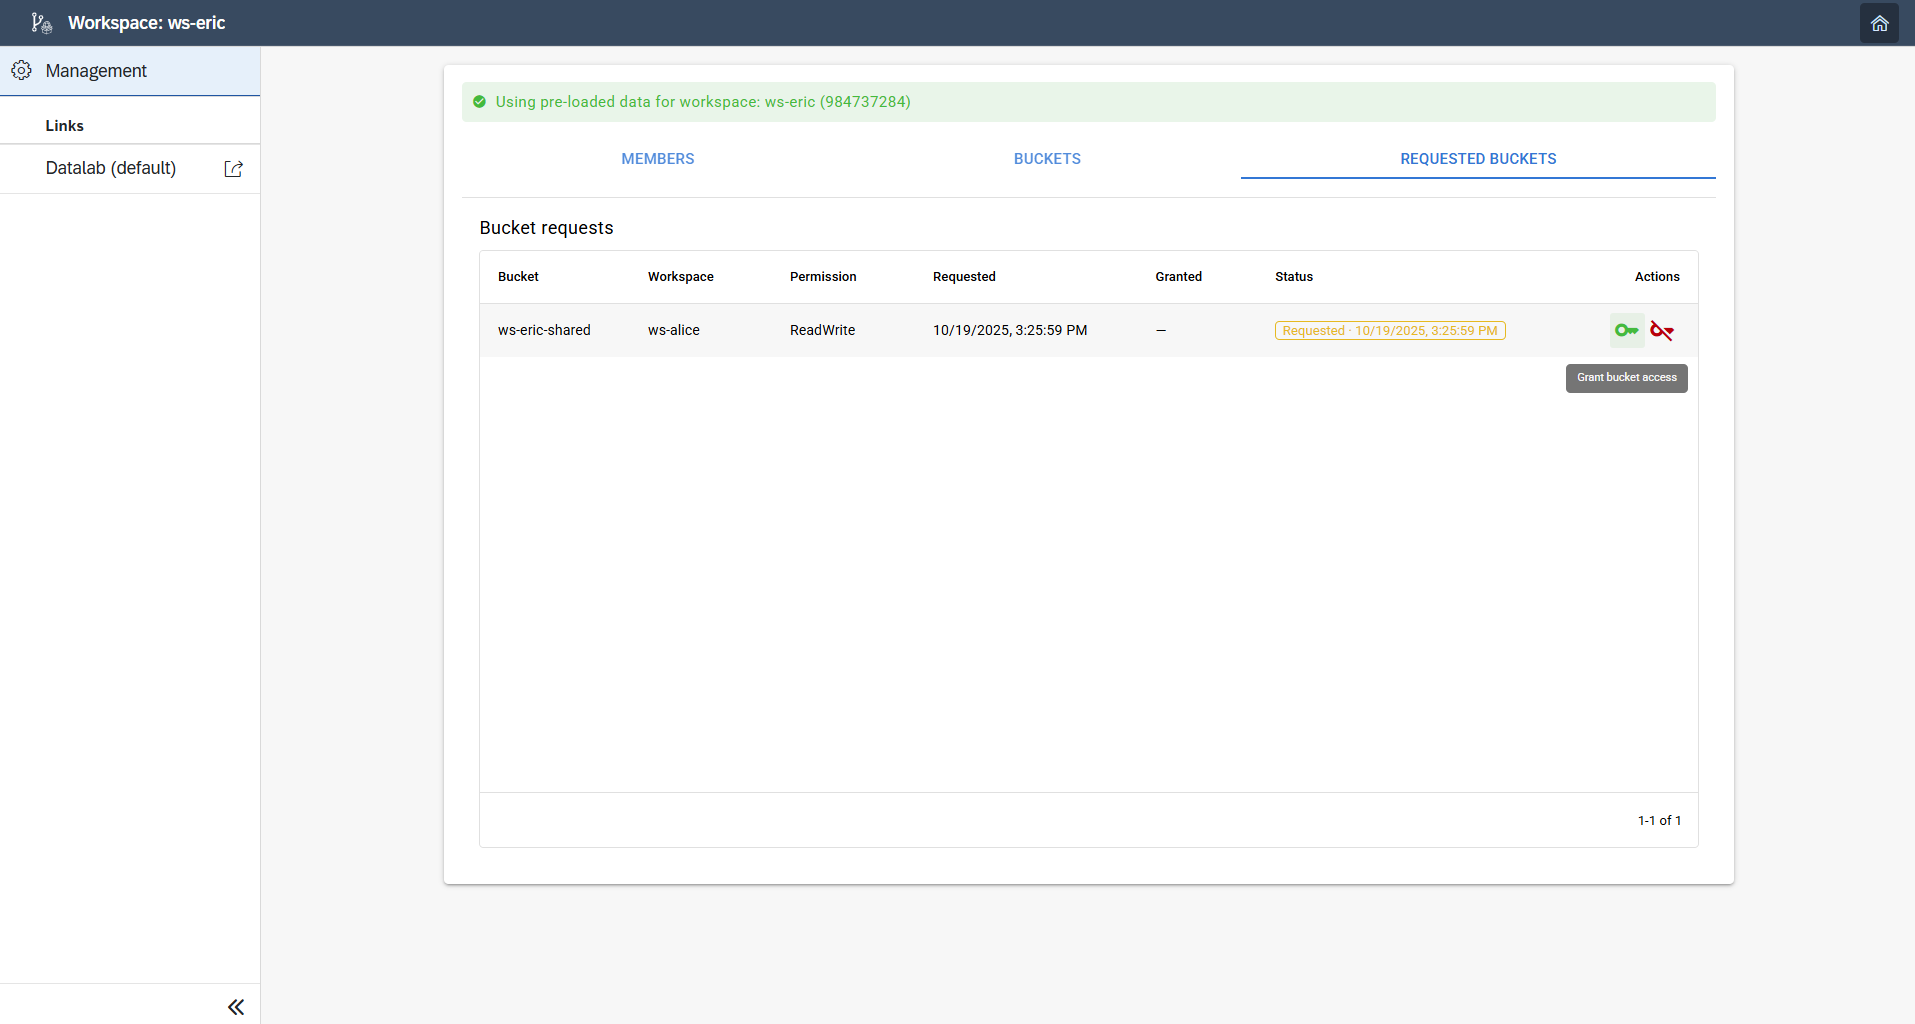 Workspace: ws-eric
Management
Links
Datalab (default)
Using pre-loaded data for workspace: ws-eric (984737284)
MEMBERS BUCKETS REQUESTED BUCKETS
Bucket requests
Bucket Workspace Permission Requested Granted Status Actions
ws-eric-shared ws-alice ReadWrite 10/19/2025, 3:25:59 PM — Requested · 10/19/2025, 3:25:59 PM
Grant bucket access
1-1 of 1